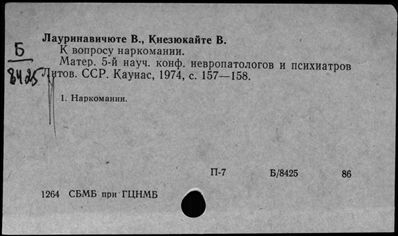 Лауринавичюте В., Кнезюкайте В.
Б
К вопросу наркомании.
Матер. 5-й науч. конф. невропатологов и психиатров
8425
Литов. ССР. Каунас, 1974, с. 157—158.
1. Наркомании.
П-7 Б/8425 86
1264 СБМБ при ГЦНМБ